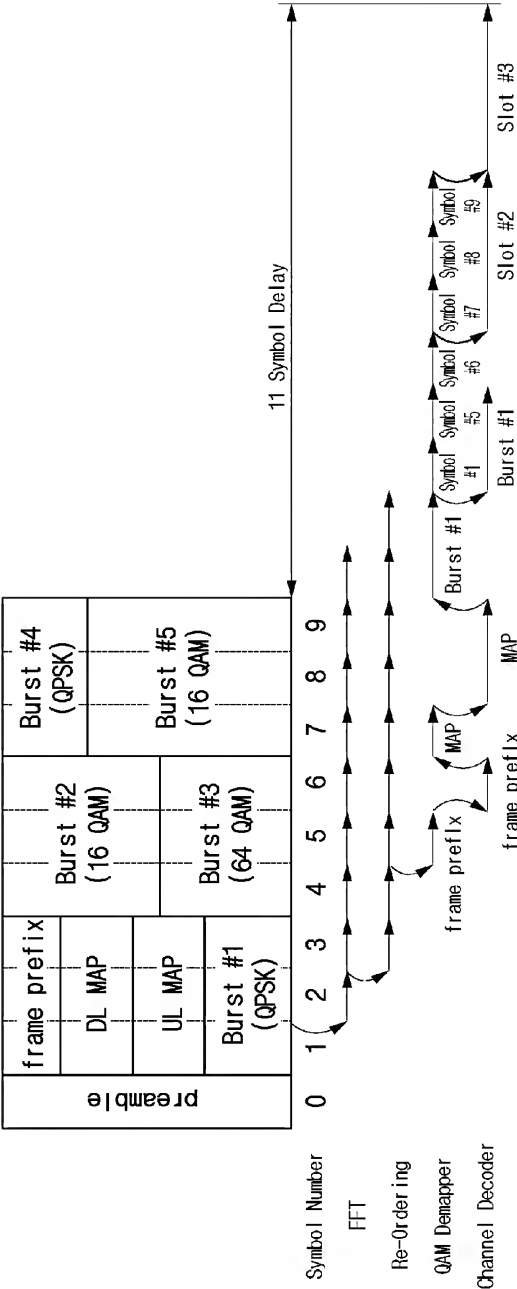 preamble
frame prefix
DL MAP
UL MAP
Burst #1
(QPSK)
Burst #2
(16 QAM)
Burst #3
(64 QAM)
Burst #4
(QPSK)
Burst #5
(16 QAM)
11 Symbol Delay
Symbol Number
0 1 2 3 4 5 6 7 8 9
FFT
Re-Ordering
QAM Demapper
frame prefix
MAP
Burst #1
Symbol
#1
Symbol
#5
Symbol
#6
Symbol
#7
Symbol
#8
Symbol
#9
Channel Decoder
frame prefix
MAP
Burst #1
Slot #2
Slot #3